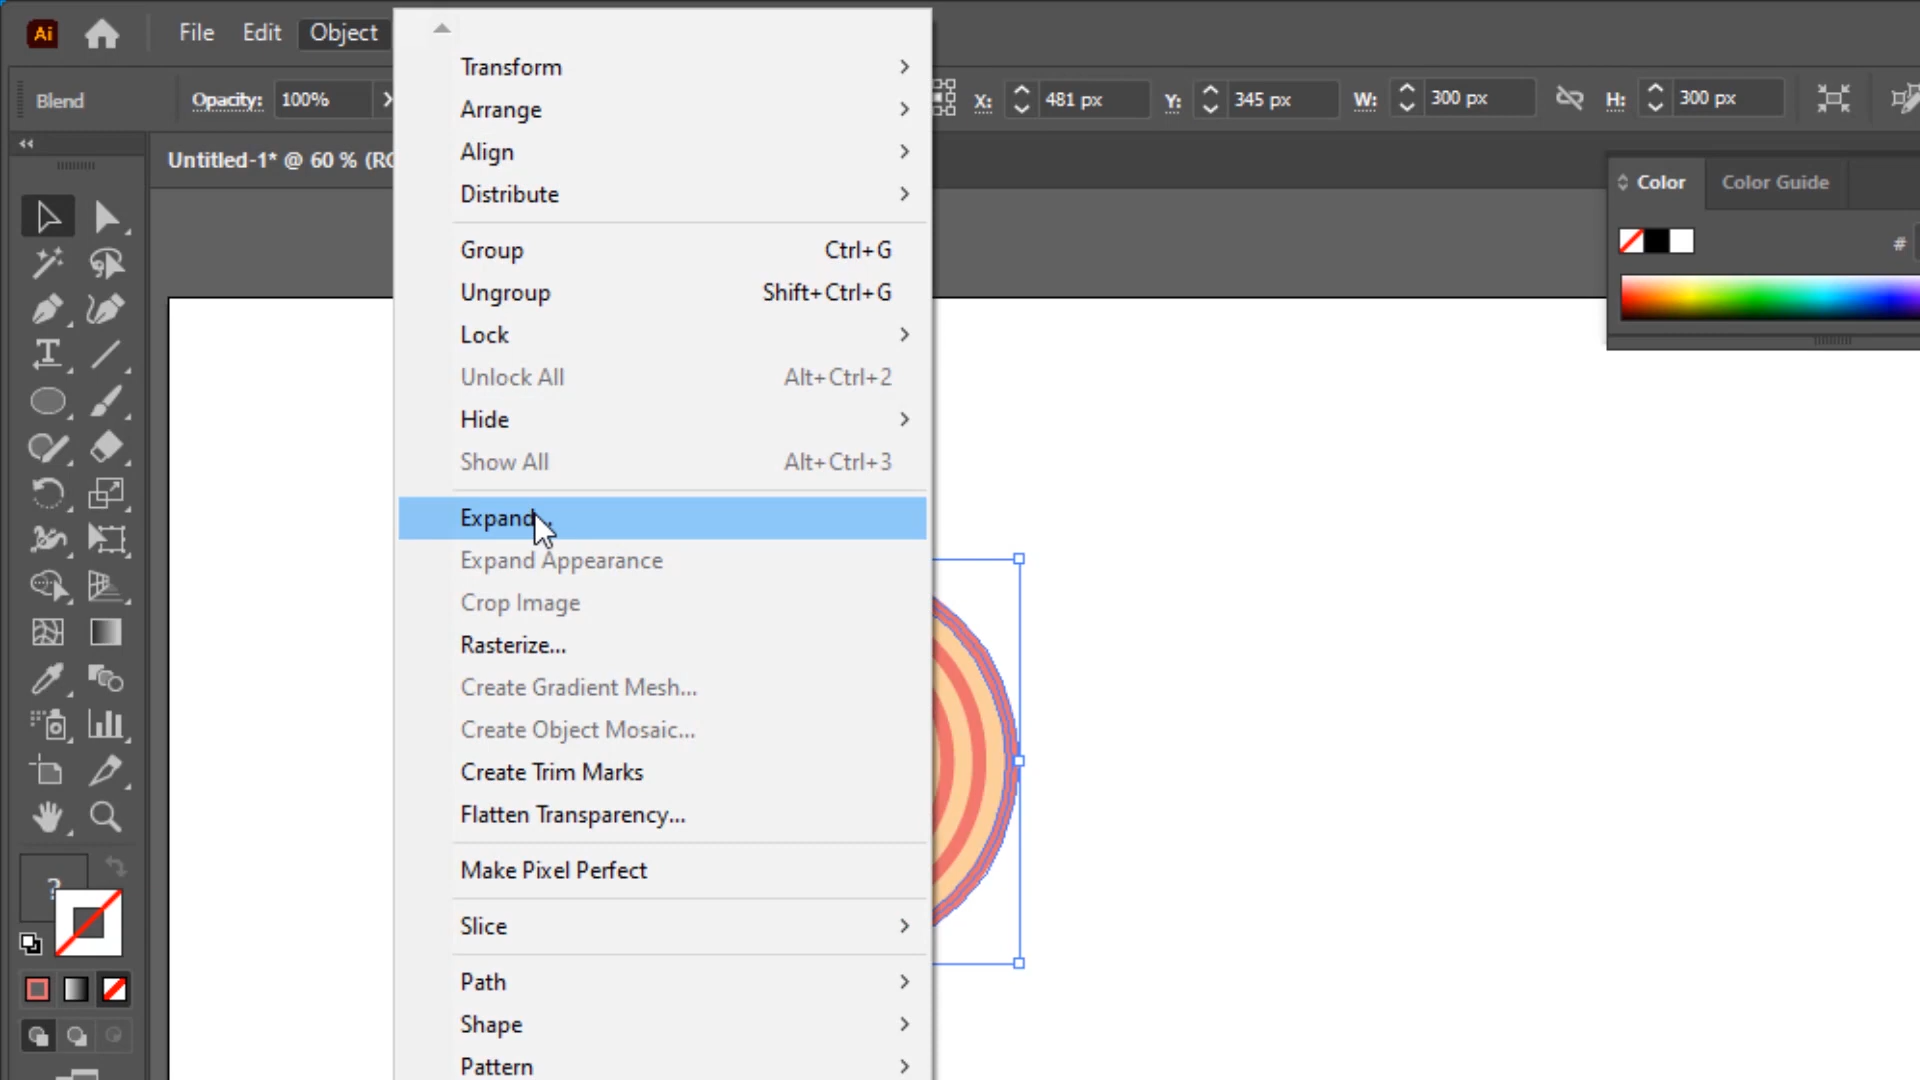 Ai File Edit Object
Blend Opacity: 100% X: 481 px Y: 345 px W: 300 px H: 300 px
Untitled-1* @ 60 % (RG
Color Color Guide
#
Transform
Arrange
Align
Distribute
Group Ctrl+G
Ungroup Shift+Ctrl+G
Lock
Unlock All Alt+Ctrl+2
Hide
Show All Alt+Ctrl+3
Expand...
Expand Appearance
Crop Image
Rasterize...
Create Gradient Mesh...
Create Object Mosaic...
Create Trim Marks
Flatten Transparency...
Make Pixel Perfect
Slice
Path
Shape
Pattern
?